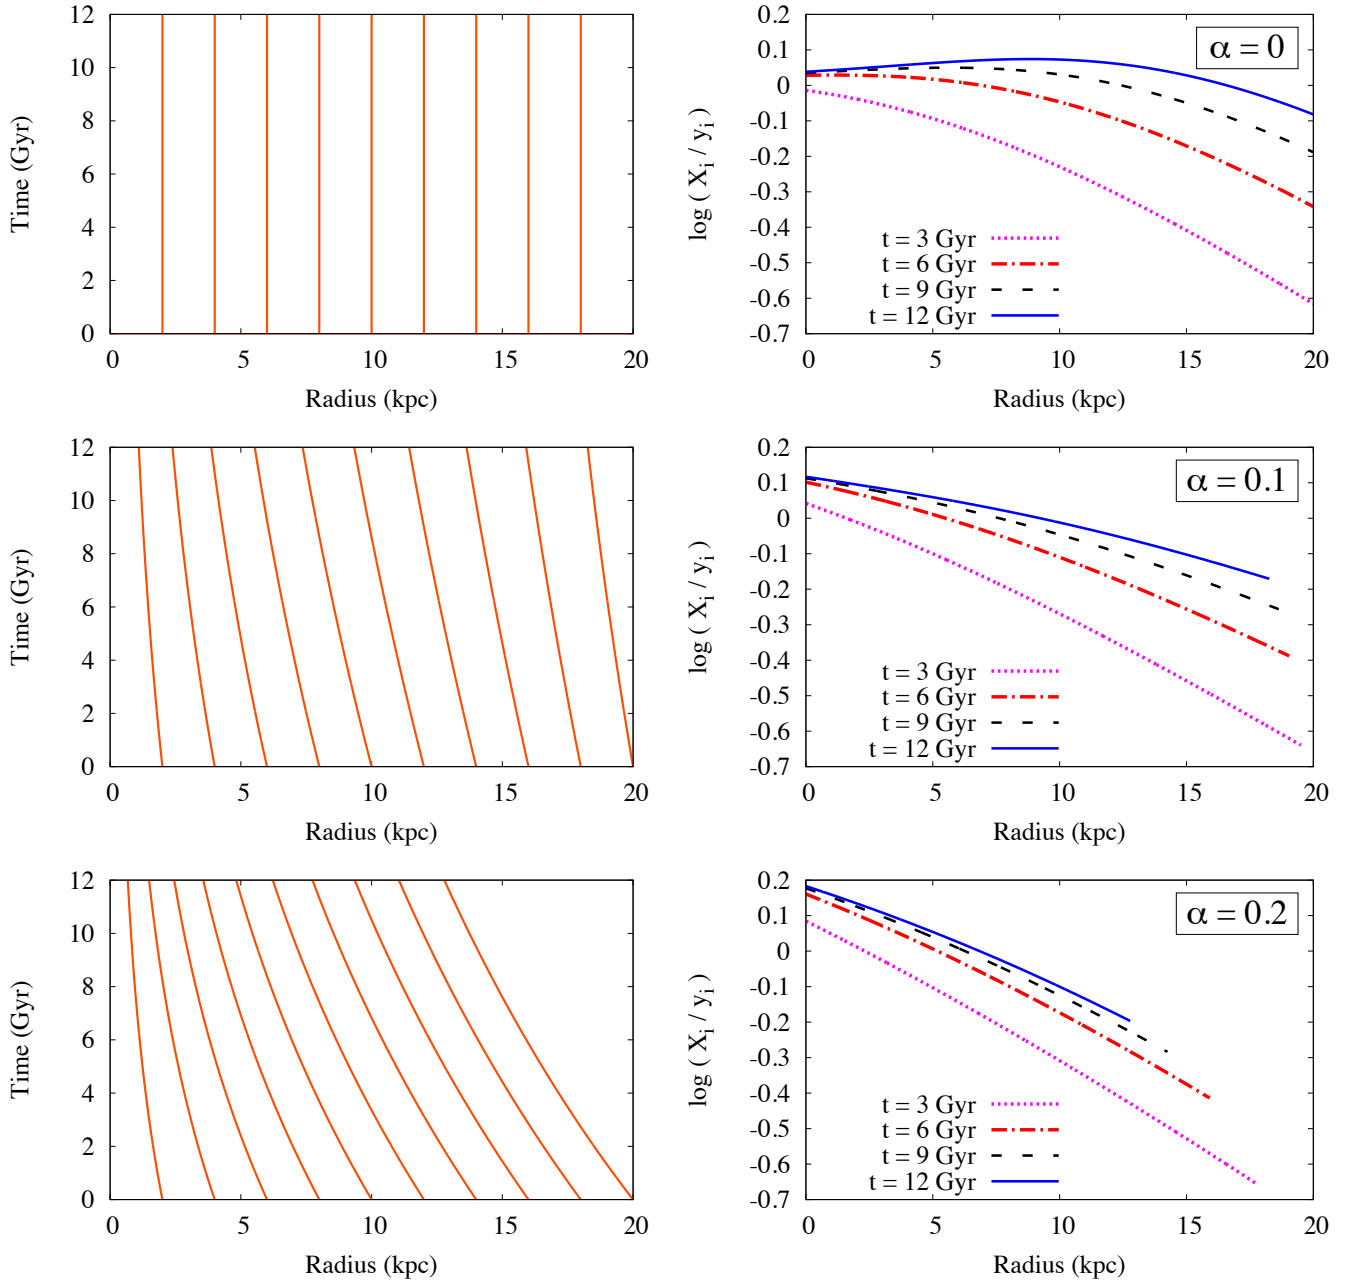 12
10
8
6
4
2
0
Time (Gyr)
0 5 10 15 20
Radius (kpc)
0.2
0.1
0
-0.1
-0.2
-0.3
-0.4
-0.5
-0.6
-0.7
log ( X_i / y_i )
α = 0
t = 3 Gyr
t = 6 Gyr
t = 9 Gyr
t = 12 Gyr
0 5 10 15 20
Radius (kpc)
12
10
8
6
4
2
0
Time (Gyr)
0 5 10 15 20
Radius (kpc)
0.2
0.1
0
-0.1
-0.2
-0.3
-0.4
-0.5
-0.6
-0.7
log ( X_i / y_i )
α = 0.1
t = 3 Gyr
t = 6 Gyr
t = 9 Gyr
t = 12 Gyr
0 5 10 15 20
Radius (kpc)
12
10
8
6
4
2
0
Time (Gyr)
0 5 10 15 20
Radius (kpc)
0.2
0.1
0
-0.1
-0.2
-0.3
-0.4
-0.5
-0.6
-0.7
log ( X_i / y_i )
α = 0.2
t = 3 Gyr
t = 6 Gyr
t = 9 Gyr
t = 12 Gyr
0 5 10 15 20
Radius (kpc)